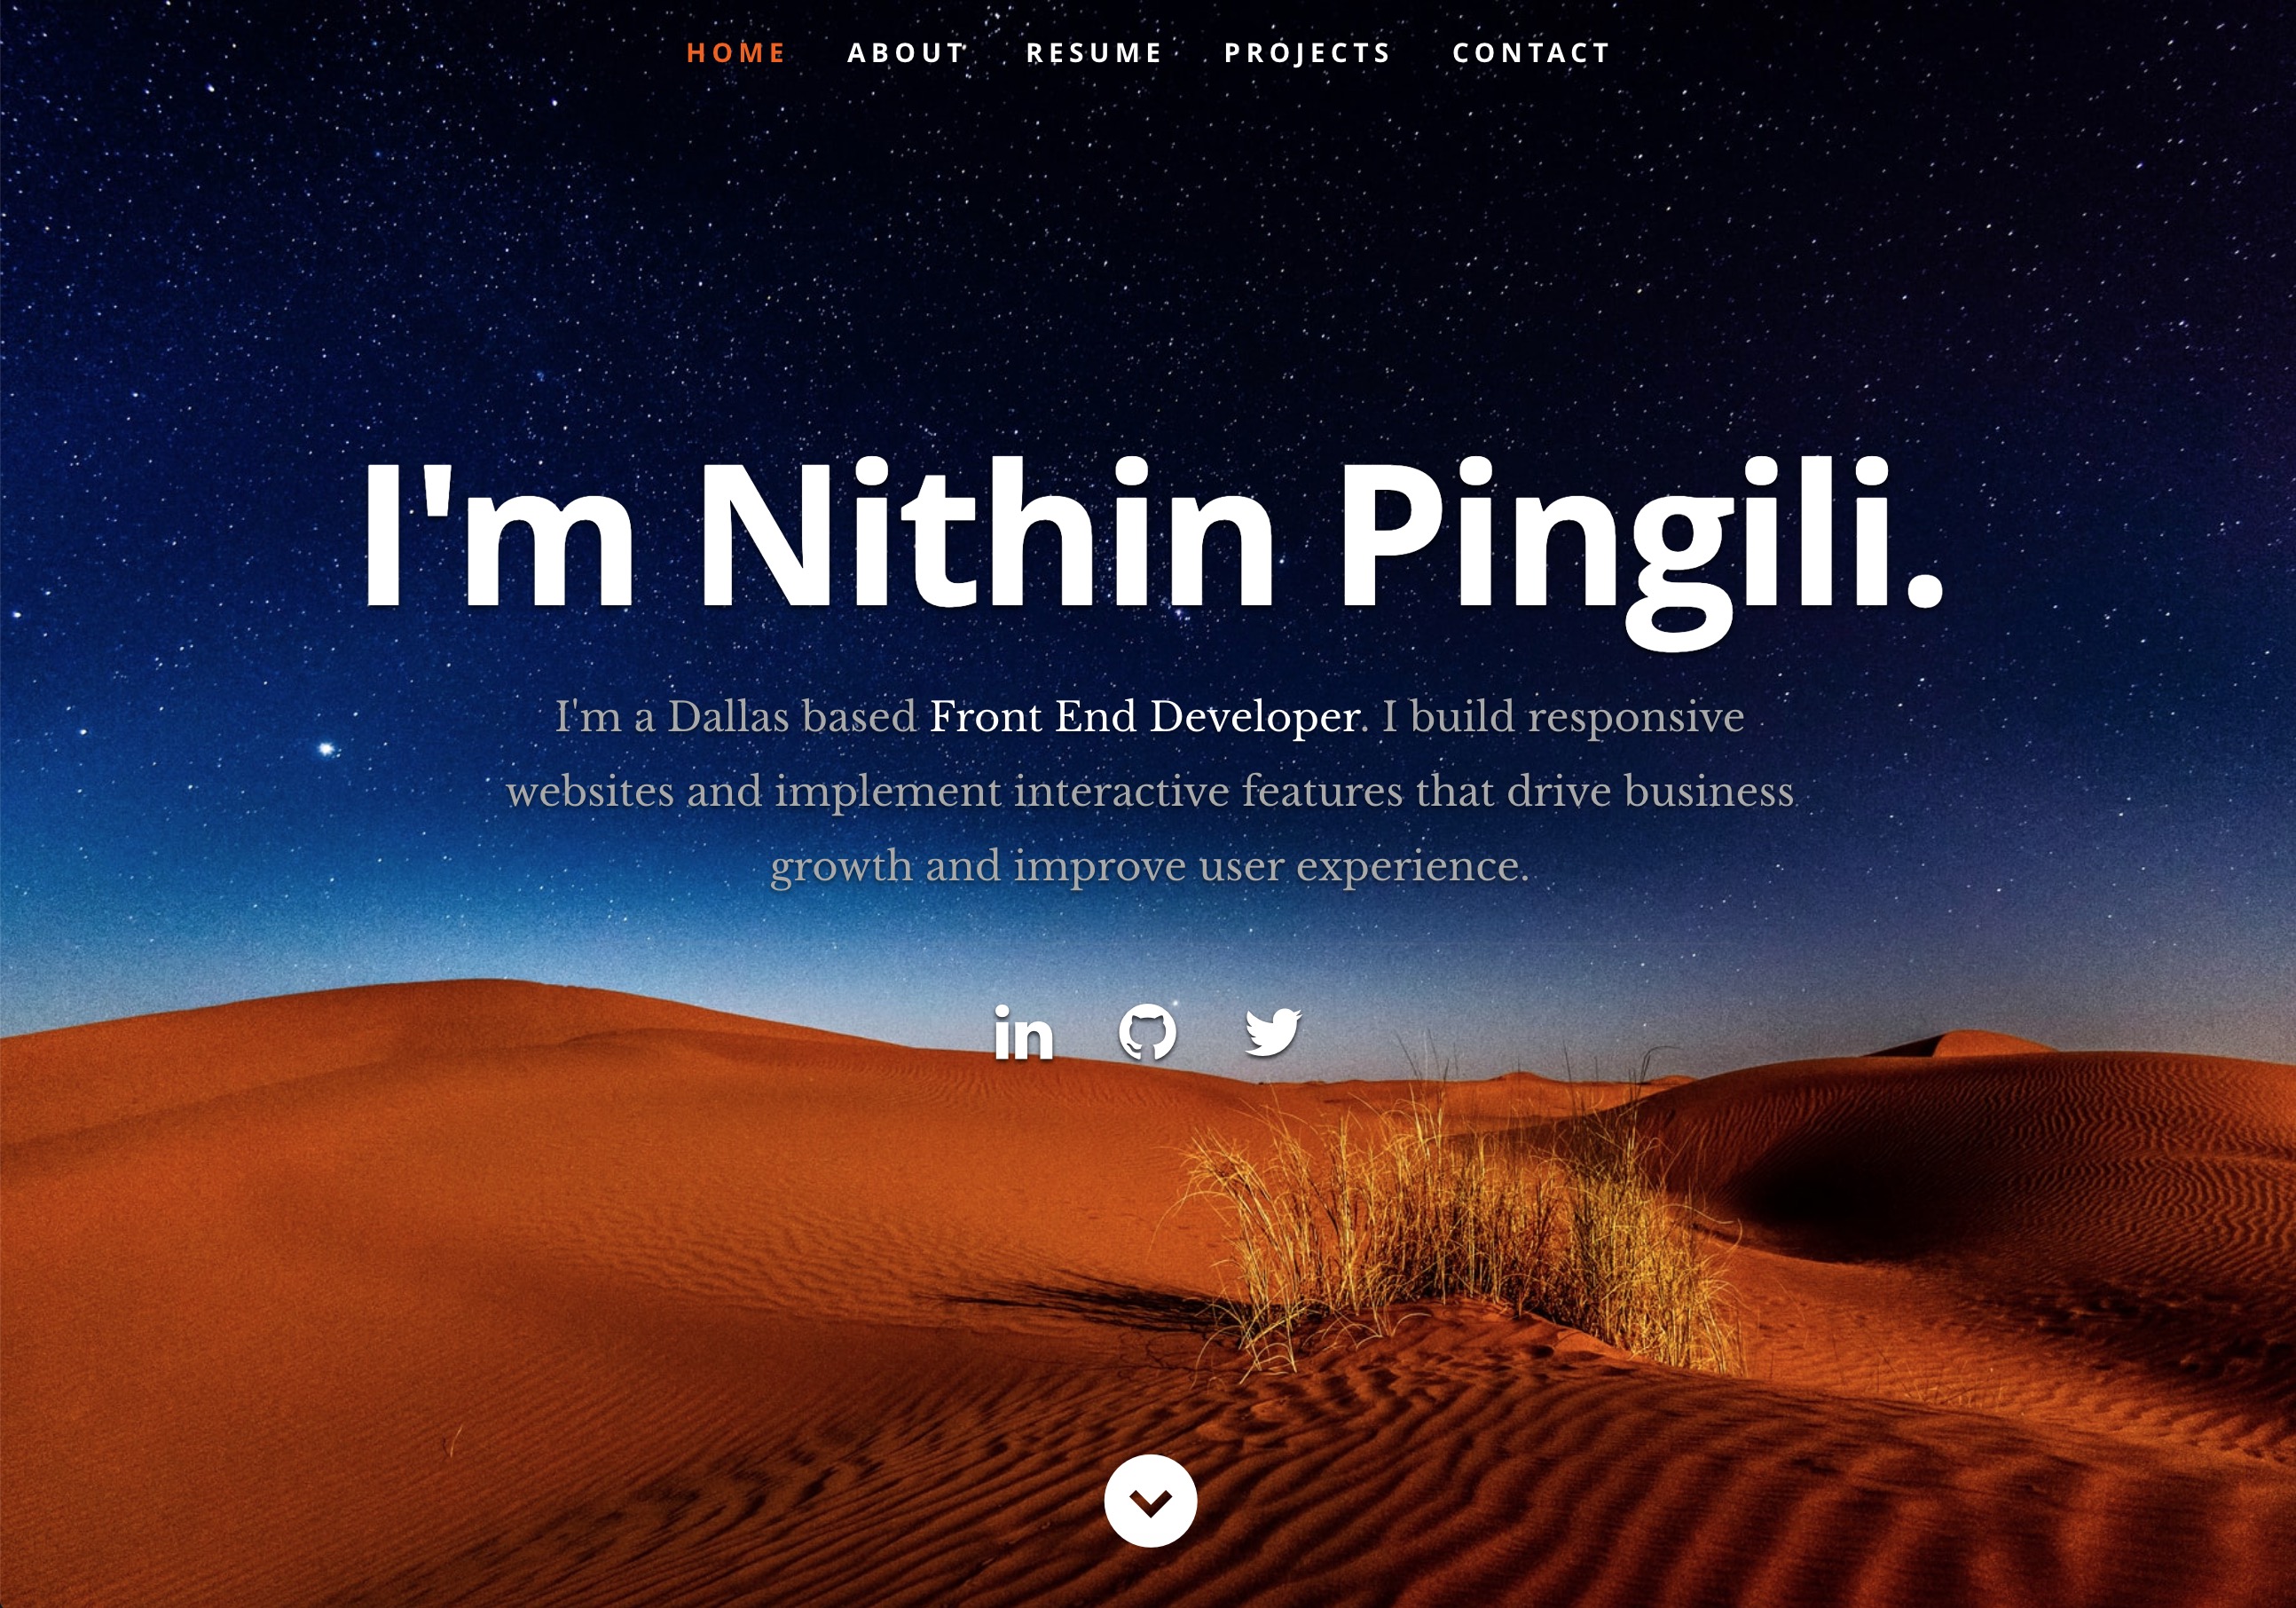 HOME ABOUT RESUME PROJECTS CONTACT
I'm Nithin Pingili.
I'm a Dallas based Front End Developer. I build responsive
websites and implement interactive features that drive business
growth and improve user experience.
in